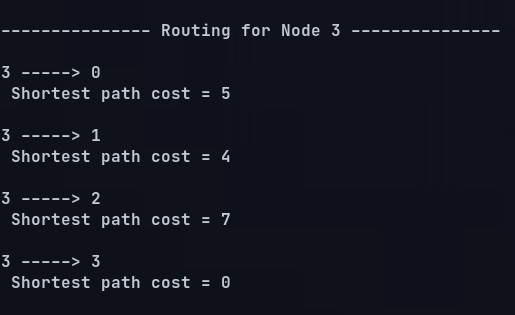 --------------- Routing for Node 3 ---------------
3 -----> 0
Shortest path cost = 5
3 -----> 1
Shortest path cost = 4
3 -----> 2
Shortest path cost = 7
3 -----> 3
Shortest path cost = 0